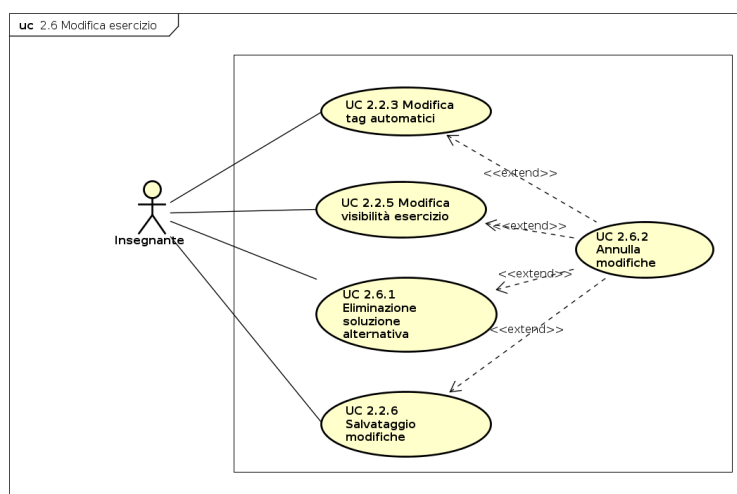 uc 2.6 Modifica esercizio
UC 2.2.3 Modifica
tag automatici
<<extend>>
UC 2.2.5 Modifica
visibilità esercizio
<<extend>>
Insegnante
UC 2.6.2
Annulla
modifiche
<<extend>>
UC 2.6.1
Eliminazione
soluzione
alternativa
<<extend>>
UC 2.2.6
Salvataggio
modifiche